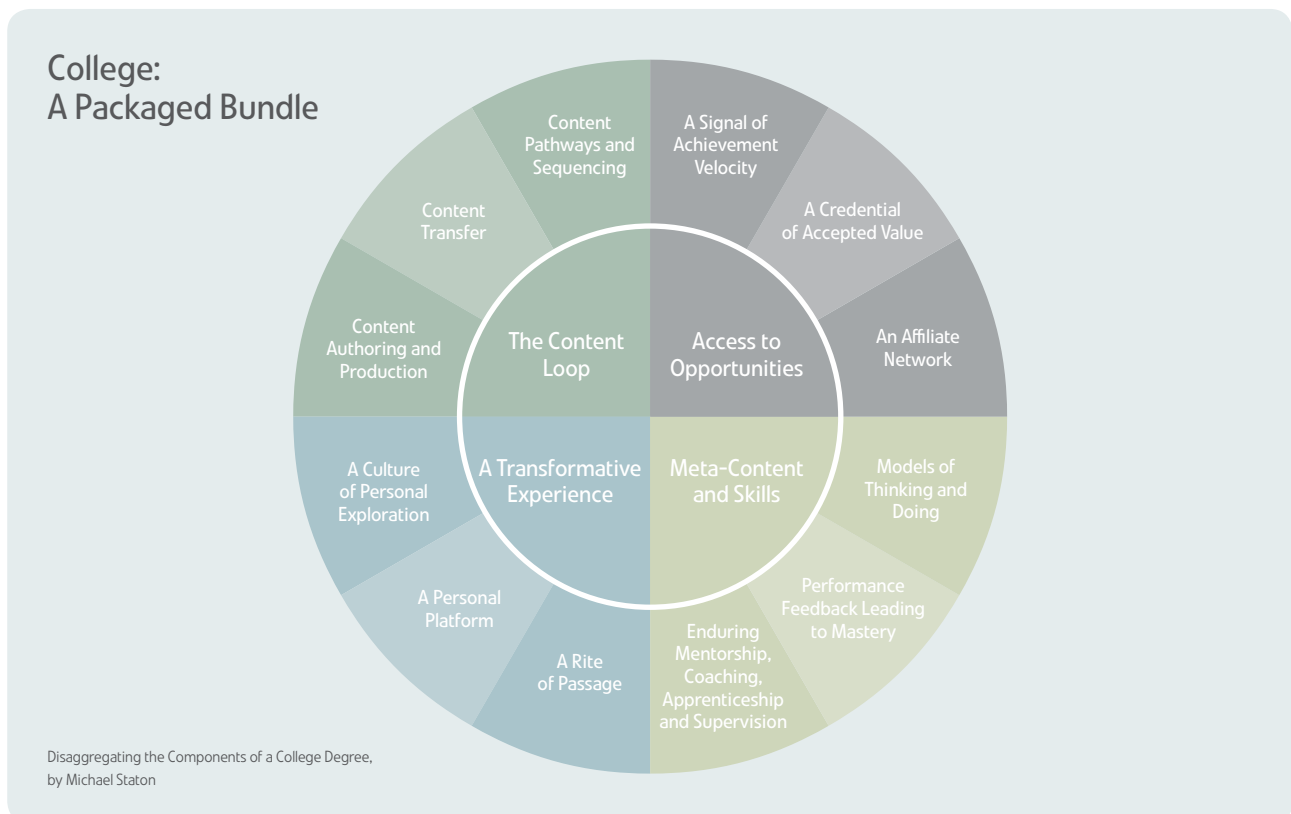 College:
A Packaged Bundle
Content
Pathways and
Sequencing
A Signal of
Achievement
Velocity
Content
Transfer
A Credential
of Accepted Value
Content
Authoring and
Production
The Content
Loop
Access to
Opportunities
An Affiliate
Network
A Culture
of Personal
Exploration
A Transformative
Experience
Meta-Content
and Skills
Models of
Thinking and
Doing
A Personal
Platform
Performance
Feedback Leading
to Mastery
A Rite
of Passage
Enduring
Mentorship,
Coaching,
Apprenticeship
and Supervision
Disaggregating the Components of a College Degree,
by Michael Staton